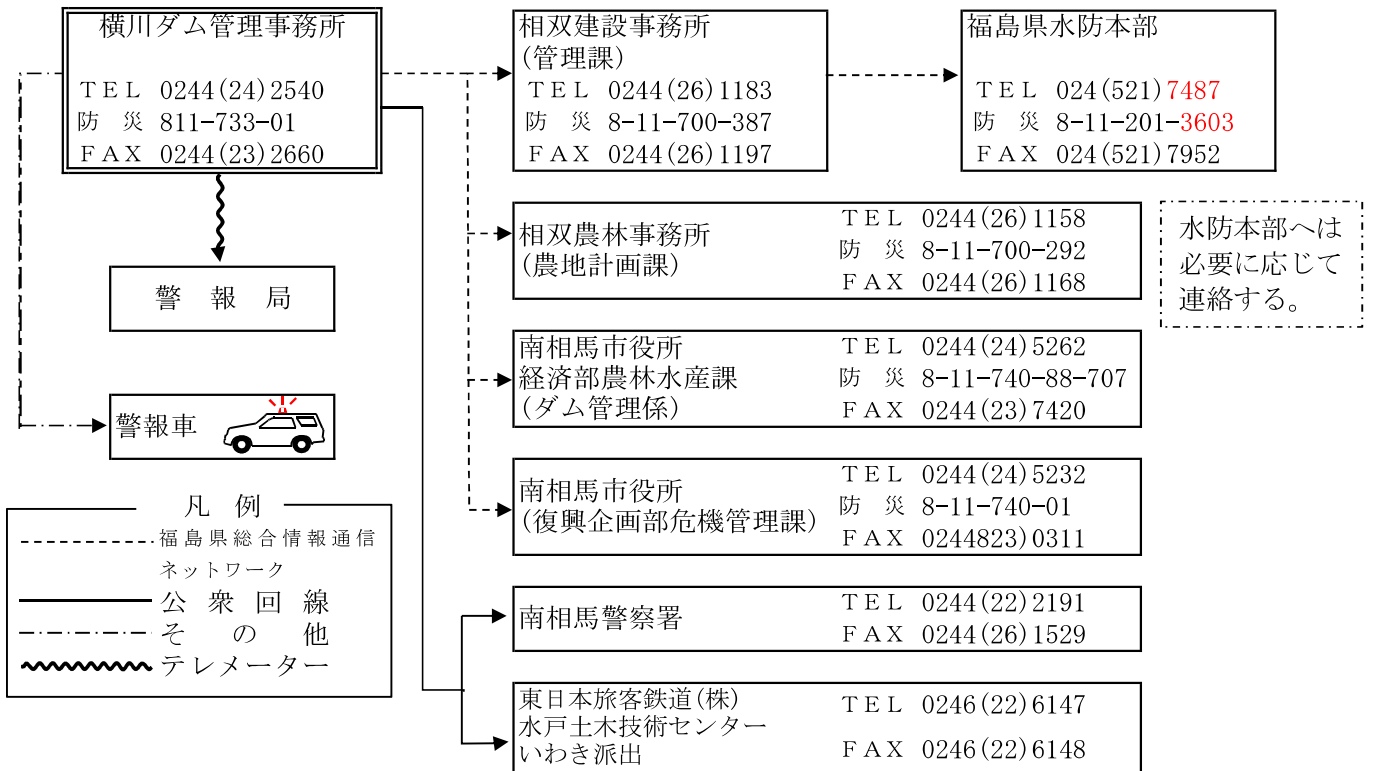 横川ダム管理事務所
ＴＥＬ 0244(24)2540
防　災 811-733-01
ＦＡＸ 0244(23)2660
相双建設事務所
(管理課)
ＴＥＬ 0244(26)1183
防　災 8-11-700-387
ＦＡＸ 0244(26)1197
福島県水防本部
ＴＥＬ 024(521)7487
防　災 8-11-201-3603
ＦＡＸ 024(521)7952
相双農林事務所
(農地計画課)
ＴＥＬ 0244(26)1158
防　災 8-11-700-292
ＦＡＸ 0244(26)1168
水防本部へは
必要に応じて
連絡する。
警　報　局
南相馬市役所
経済部農林水産課
(ダム管理係)
ＴＥＬ 0244(24)5262
防　災 8-11-740-88-707
ＦＡＸ 0244(23)7420
警報車
南相馬市役所
(復興企画部危機管理課)
ＴＥＬ 0244(24)5232
防　災 8-11-740-01
ＦＡＸ 0244823)0311
凡　例
福島県総合情報通信
ネットワーク
公　衆　回　線
そ　の　他
テレメーター
南相馬警察署
ＴＥＬ 0244(22)2191
ＦＡＸ 0244(26)1529
東日本旅客鉄道(株)
水戸土木技術センター
いわき派出
ＴＥＬ 0246(22)6147
ＦＡＸ 0246(22)6148